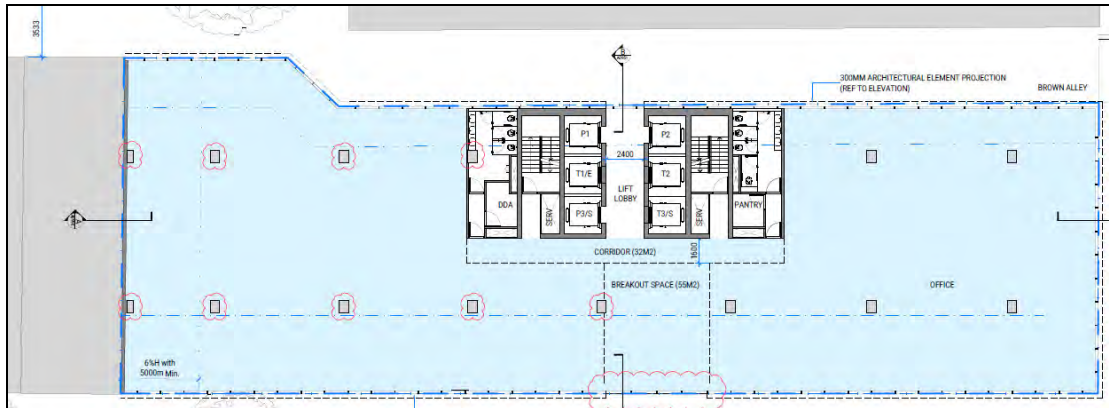 3533
B
300MM ARCHITECTURAL ELEMENT PROJECTION
(REF TO ELEVATION)
BROWN ALLEY
P1
P2
2400
T1/E
T2
LIFT
LOBBY
DDA
SERV
P3/S
T3/S
SERV
PANTRY
CORRIDOR (32M2)
1600
BREAKOUT SPACE (55M2)
OFFICE
6%H with
5000m Min.